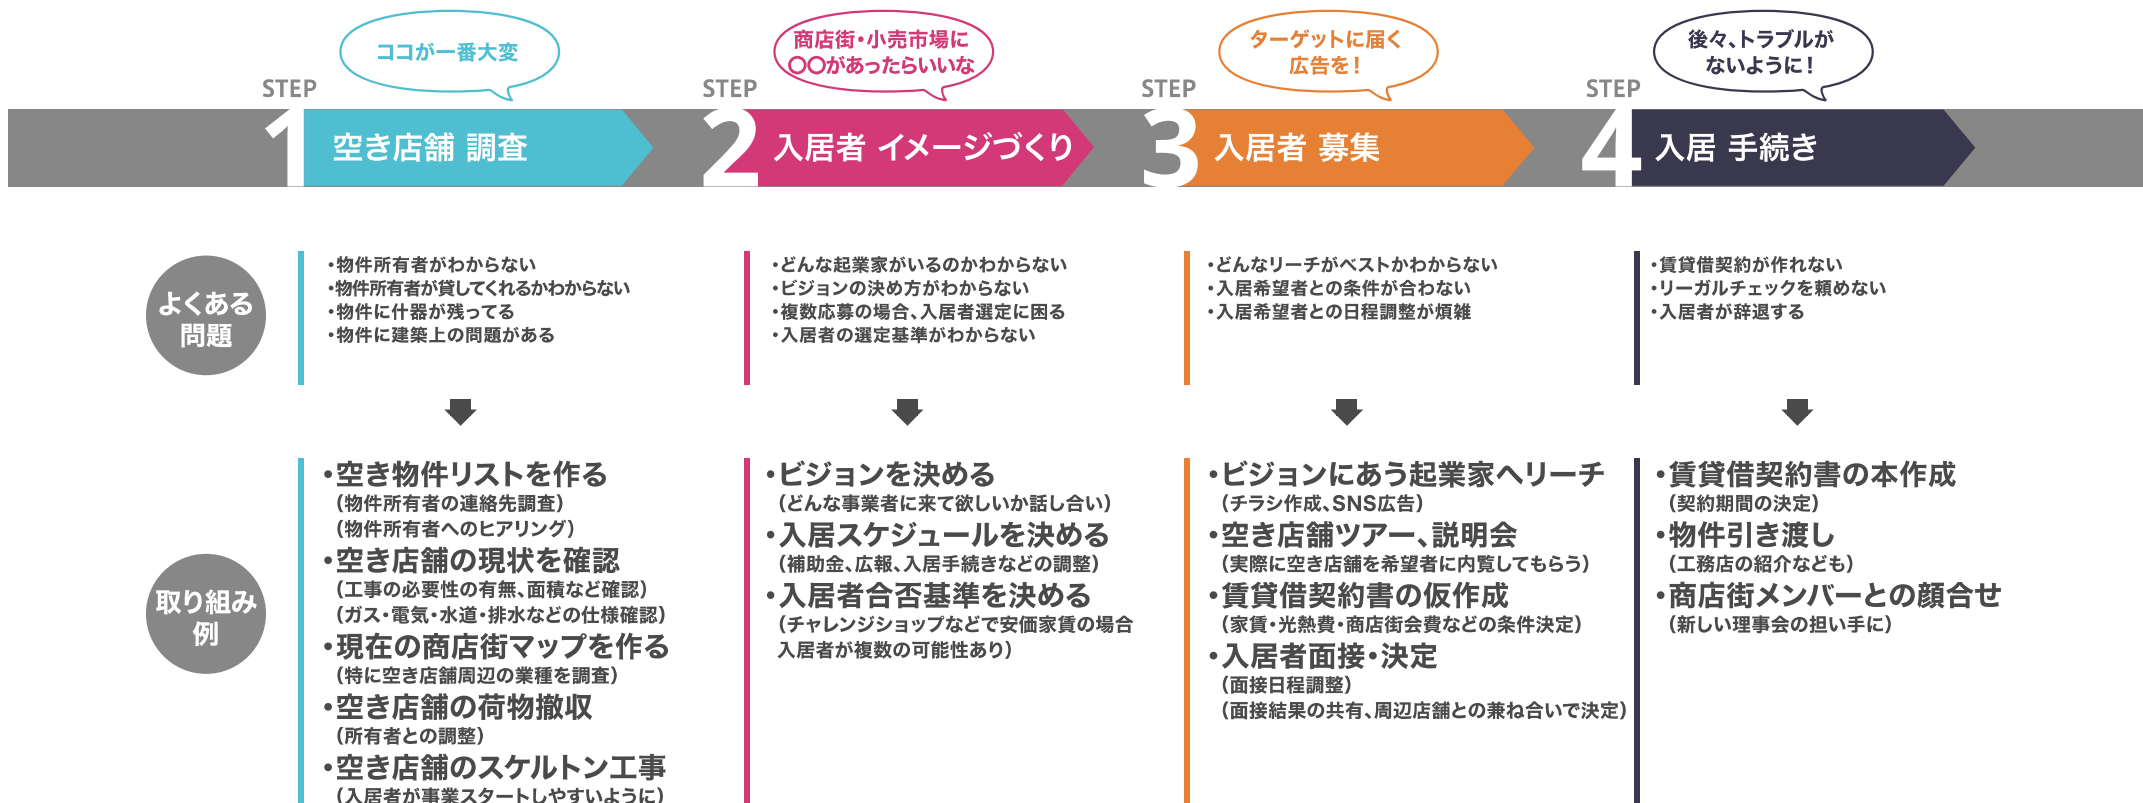 ココが一番大変
STEP
1
空き店舗 調査
商店街・小売市場に
〇〇があったらいいな
STEP
2
入居者 イメージづくり
ターゲットに届く
広告を！
STEP
3
入居者 募集
後々、トラブルが
ないように！
STEP
4
入居 手続き
よくある
問題
・物件所有者がわからない
・物件所有者が貸してくれるかわからない
・物件に什器が残ってる
・物件に建築上の問題がある
・どんな起業家がいるのかわからない
・ビジョンの決め方がわからない
・複数応募の場合、入居者選定に困る
・入居者の選定基準がわからない
・どんなリーチがベストかわからない
・入居希望者との条件が合わない
・入居希望者との日程調整が煩雑
・賃貸借契約が作れない
・リーガルチェックを頼めない
・入居者が辞退する
取り組み
例
・空き物件リストを作る
（物件所有者の連絡先調査）
（物件所有者へのヒアリング）
・空き店舗の現状を確認
（工事の必要性の有無、面積など確認）
（ガス・電気・水道・排水などの仕様確認）
・現在の商店街マップを作る
（特に空き店舗周辺の業種を調査）
・空き店舗の荷物撤収
（所有者との調整）
・空き店舗のスケルトン工事
（入居者が事業スタートしやすいように）
・ビジョンを決める
（どんな事業者に来て欲しいか話し合い）
・入居スケジュールを決める
（補助金、広報、入居手続きなどの調整）
・入居者合否基準を決める
（チャレンジショップなどで安価家賃の場合
入居者が複数の可能性あり）
・ビジョンにあう起業家へリーチ
（チラシ作成、SNS広告）
・空き店舗ツアー、説明会
（実際に空き店舗を希望者に内覧してもらう）
・賃貸借契約書の仮作成
（家賃・光熱費・商店街会費などの条件決定）
・入居者面接・決定
（面接日程調整）
（面接結果の共有、周辺店舗との兼ね合いで決定）
・賃貸借契約書の本作成
（契約期間の決定）
・物件引き渡し
（工務店の紹介なども）
・商店街メンバーとの顔合せ
（新しい理事会の担い手に）